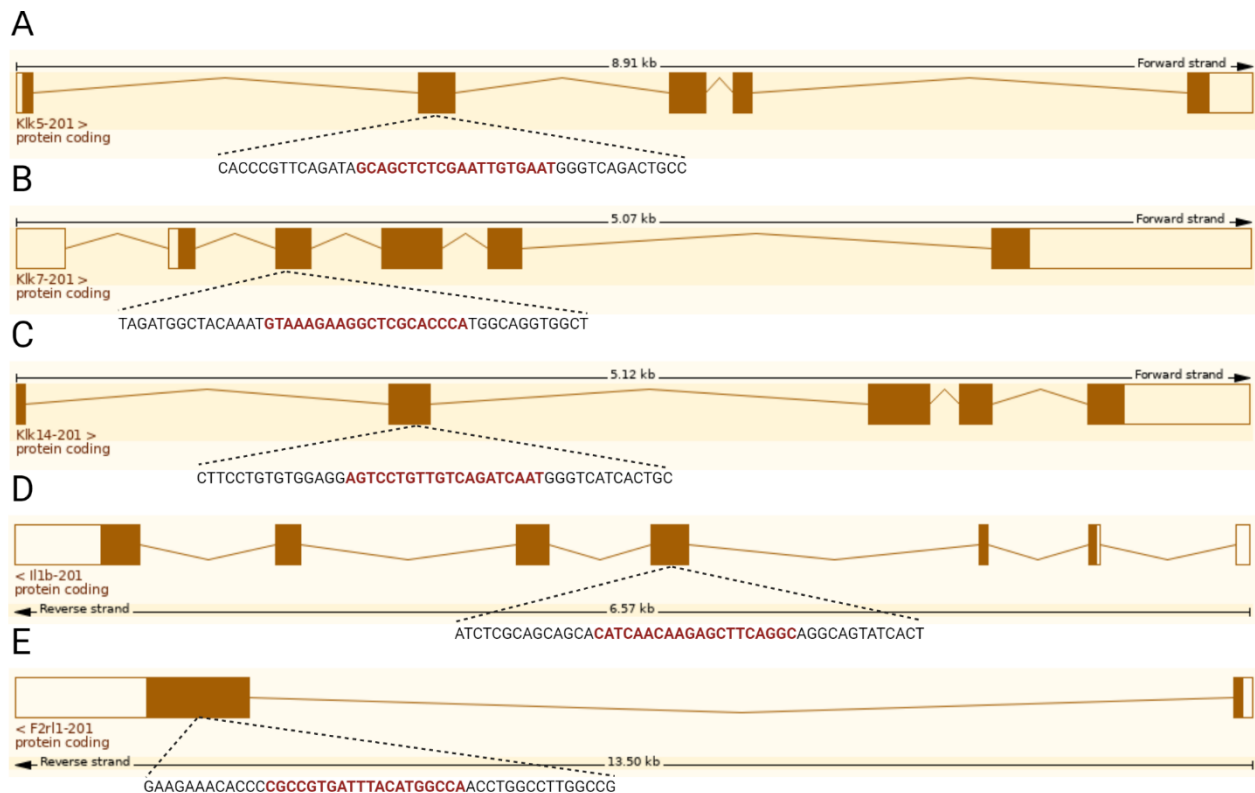 A
8.91 kb
Forward strand
Klk5-201 >
protein coding
CACCCGTTCAGATAGCAGCTCTCGAATTGTGAATGGGTCAGACTGCC
B
5.07 kb
Forward strand
Klk7-201 >
protein coding
TAGATGGCTACAAATGTAAAGAAGGCTCGCACCCATGGCAGGTGGCT
C
5.12 kb
Forward strand
Klk14-201 >
protein coding
CTTCCTGTGTGGAGGAGTCCTGTTGTCAGATCAATGGGTCATCACTGC
D
< Il1b-201
protein coding
Reverse strand
6.57 kb
ATCTCGCAGCAGCACATCAACAAGAGCTTCAGGCAGGCAGTATCACT
E
< F2rl1-201
protein coding
Reverse strand
13.50 kb
GAAGAAACACCCCGCCGTGATTTACATGGCCAACCTGGCCTTGGCCG